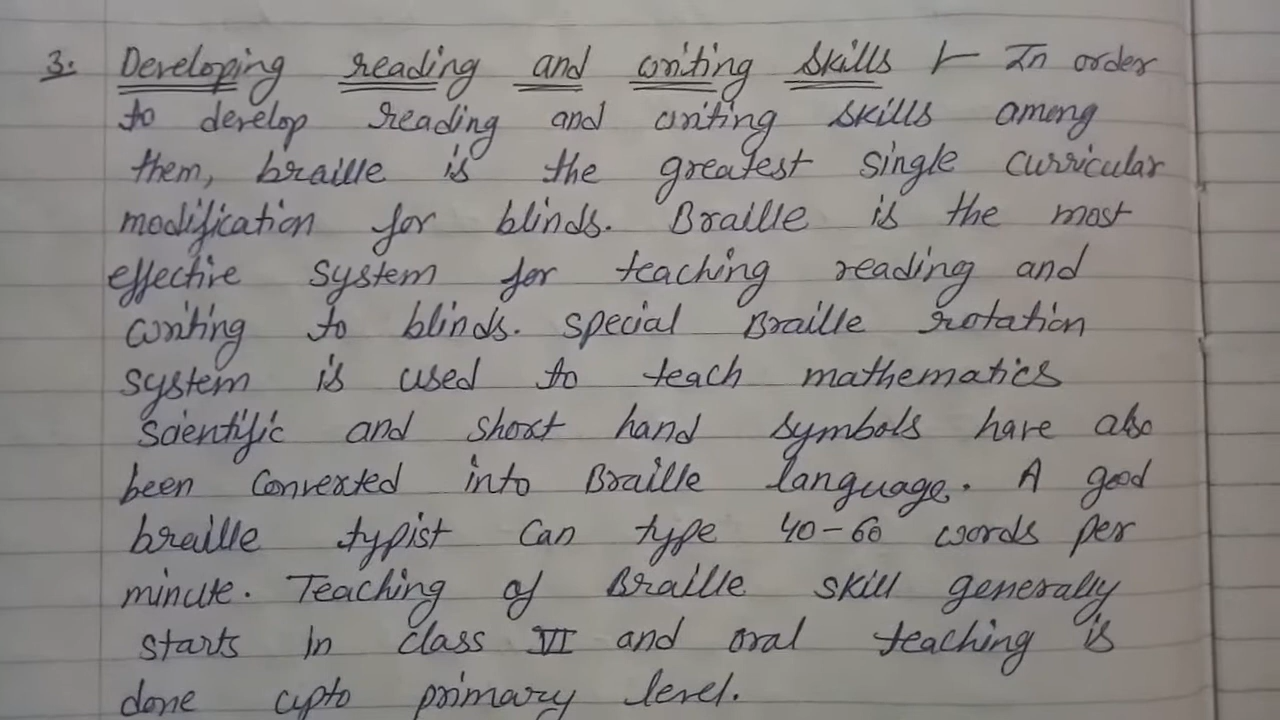 3. Developing reading and writing skills :- In order
to develop reading and writing skills among
them, braille is the greatest single curricular
modification for blinds. Braille is the most
effective system for teaching reading and
writing to blinds. special Braille rotation
system is used to teach mathematics
Scientific and short hand symbols have also
been converted into Braille language. A good
braille typist can type 40-60 words per
minute. Teaching of Braille skill generally
starts in class VI and oral teaching is
done upto primary level.